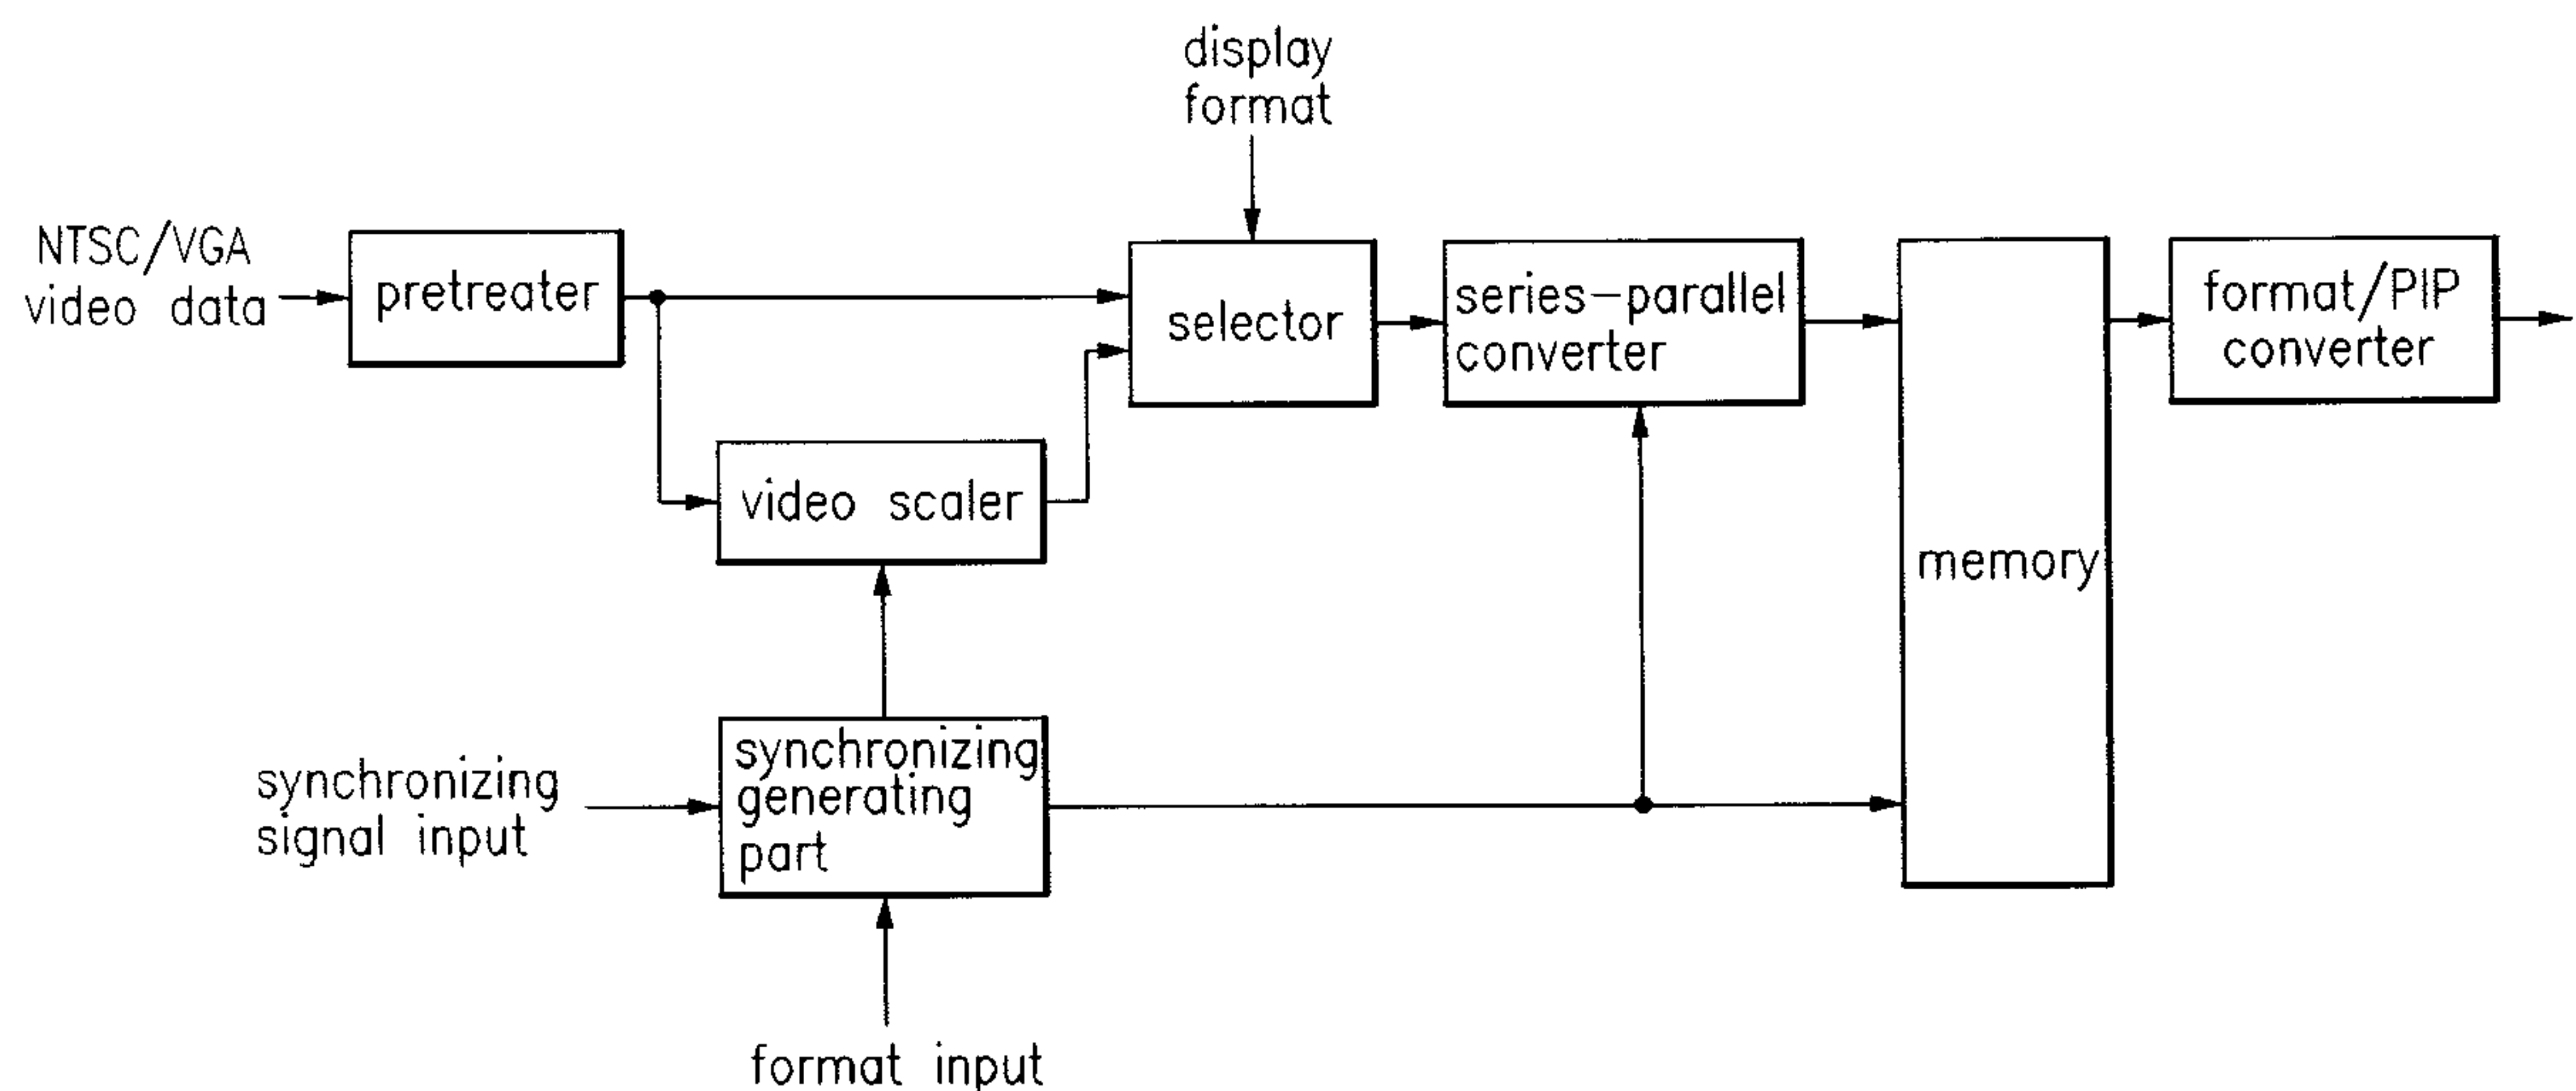 display
format
NTSC/VGA
video data
pretreater
selector
series-parallel
converter
format/PIP
converter
video scaler
memory
synchronizing
signal input
synchronizing
generating
part
format input